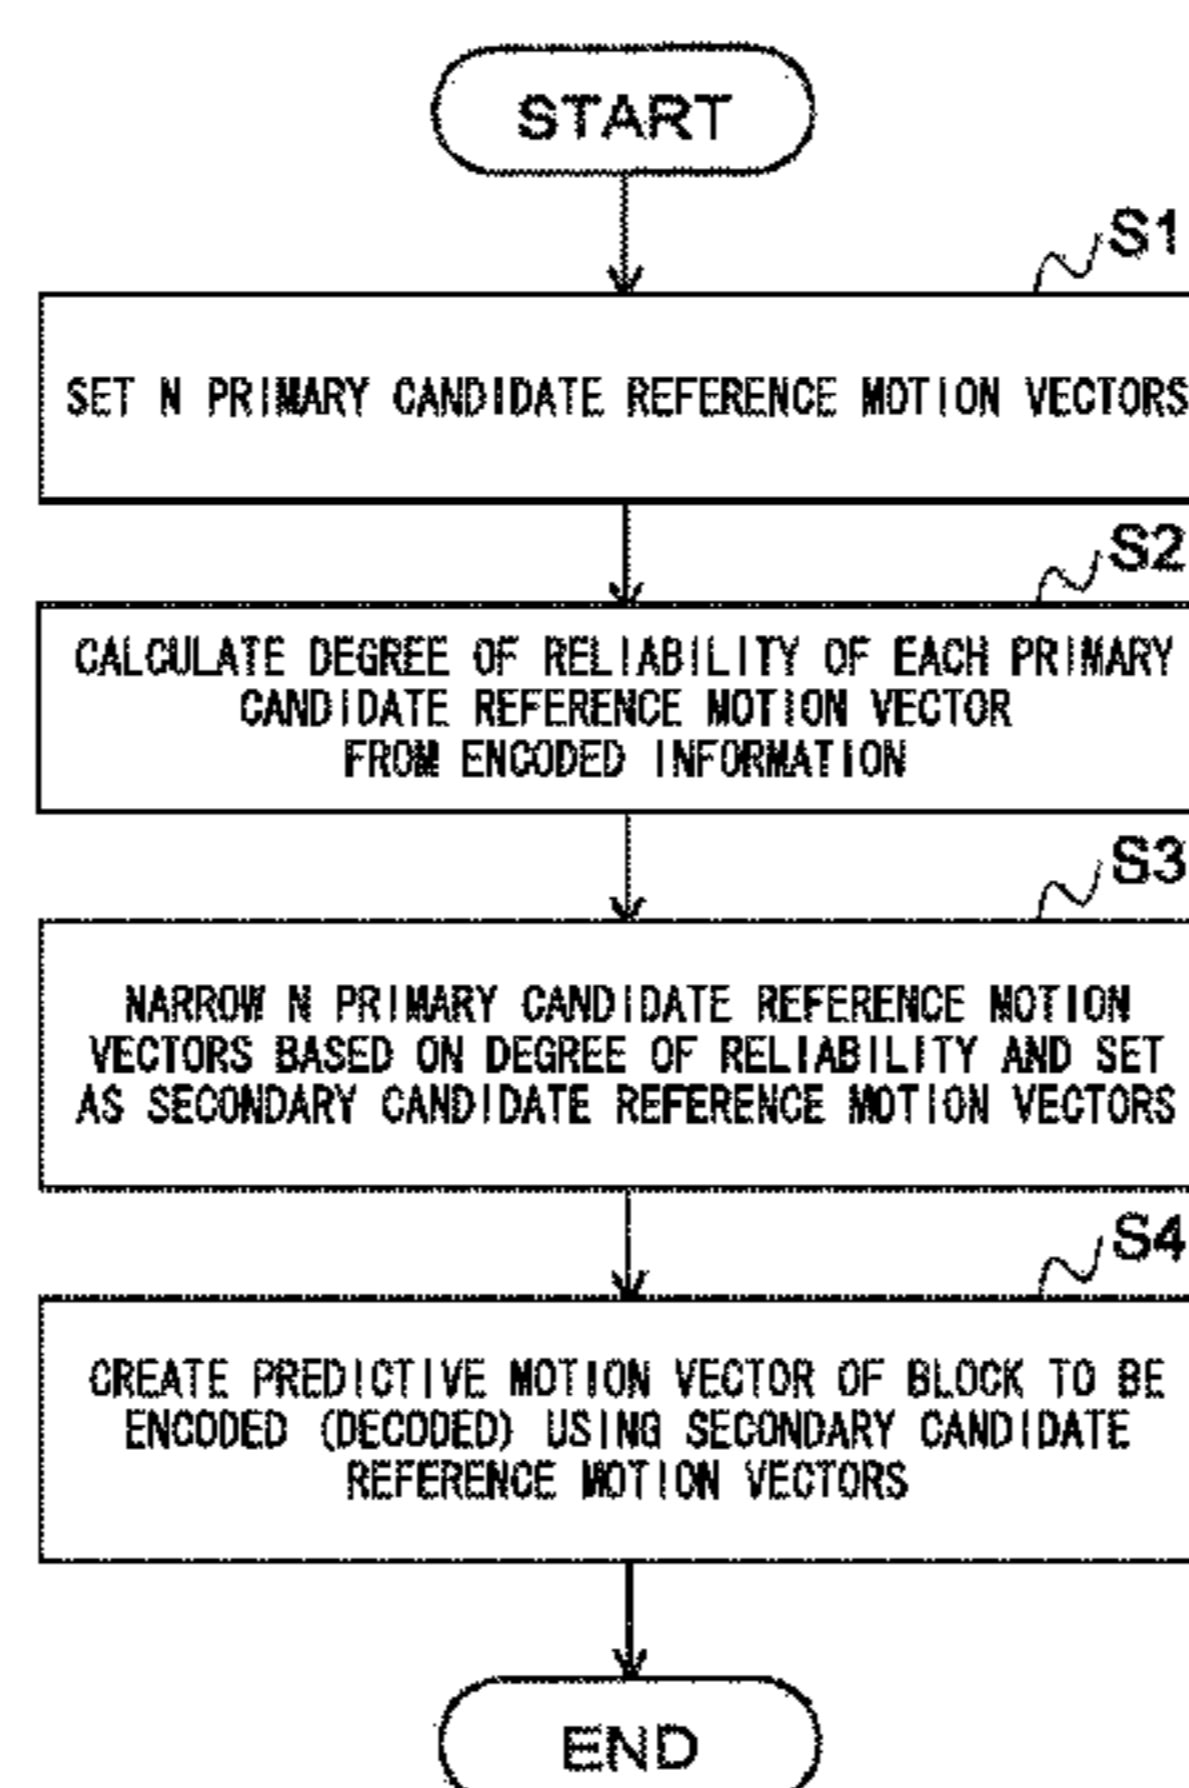 START
S1
SET N PRIMARY CANDIDATE REFERENCE MOTION VECTORS
S2
CALCULATE DEGREE OF RELIABILITY OF EACH PRIMARY
CANDIDATE REFERENCE MOTION VECTOR
FROM ENCODED INFORMATION
S3
NARROW N PRIMARY CANDIDATE REFERENCE MOTION
VECTORS BASED ON DEGREE OF RELIABILITY AND SET
AS SECONDARY CANDIDATE REFERENCE MOTION VECTORS
S4
CREATE PREDICTIVE MOTION VECTOR OF BLOCK TO BE
ENCODED (DECODED) USING SECONDARY CANDIDATE
REFERENCE MOTION VECTORS
END